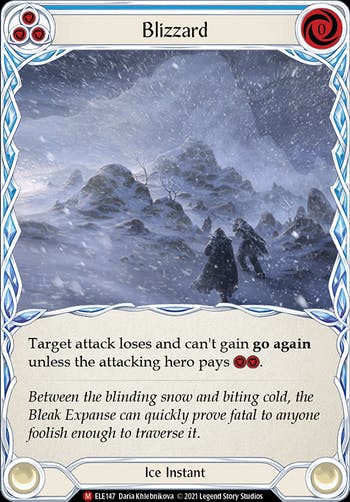 Blizzard
0
Target attack loses and can't gain go again
unless the attacking hero pays
.
Between the blinding snow and biting cold, the
Bleak Expanse can quickly prove fatal to anyone
foolish enough to traverse it.
Ice Instant
M ELE147 Daria Khlebnikova © 2021 Legend Story Studios